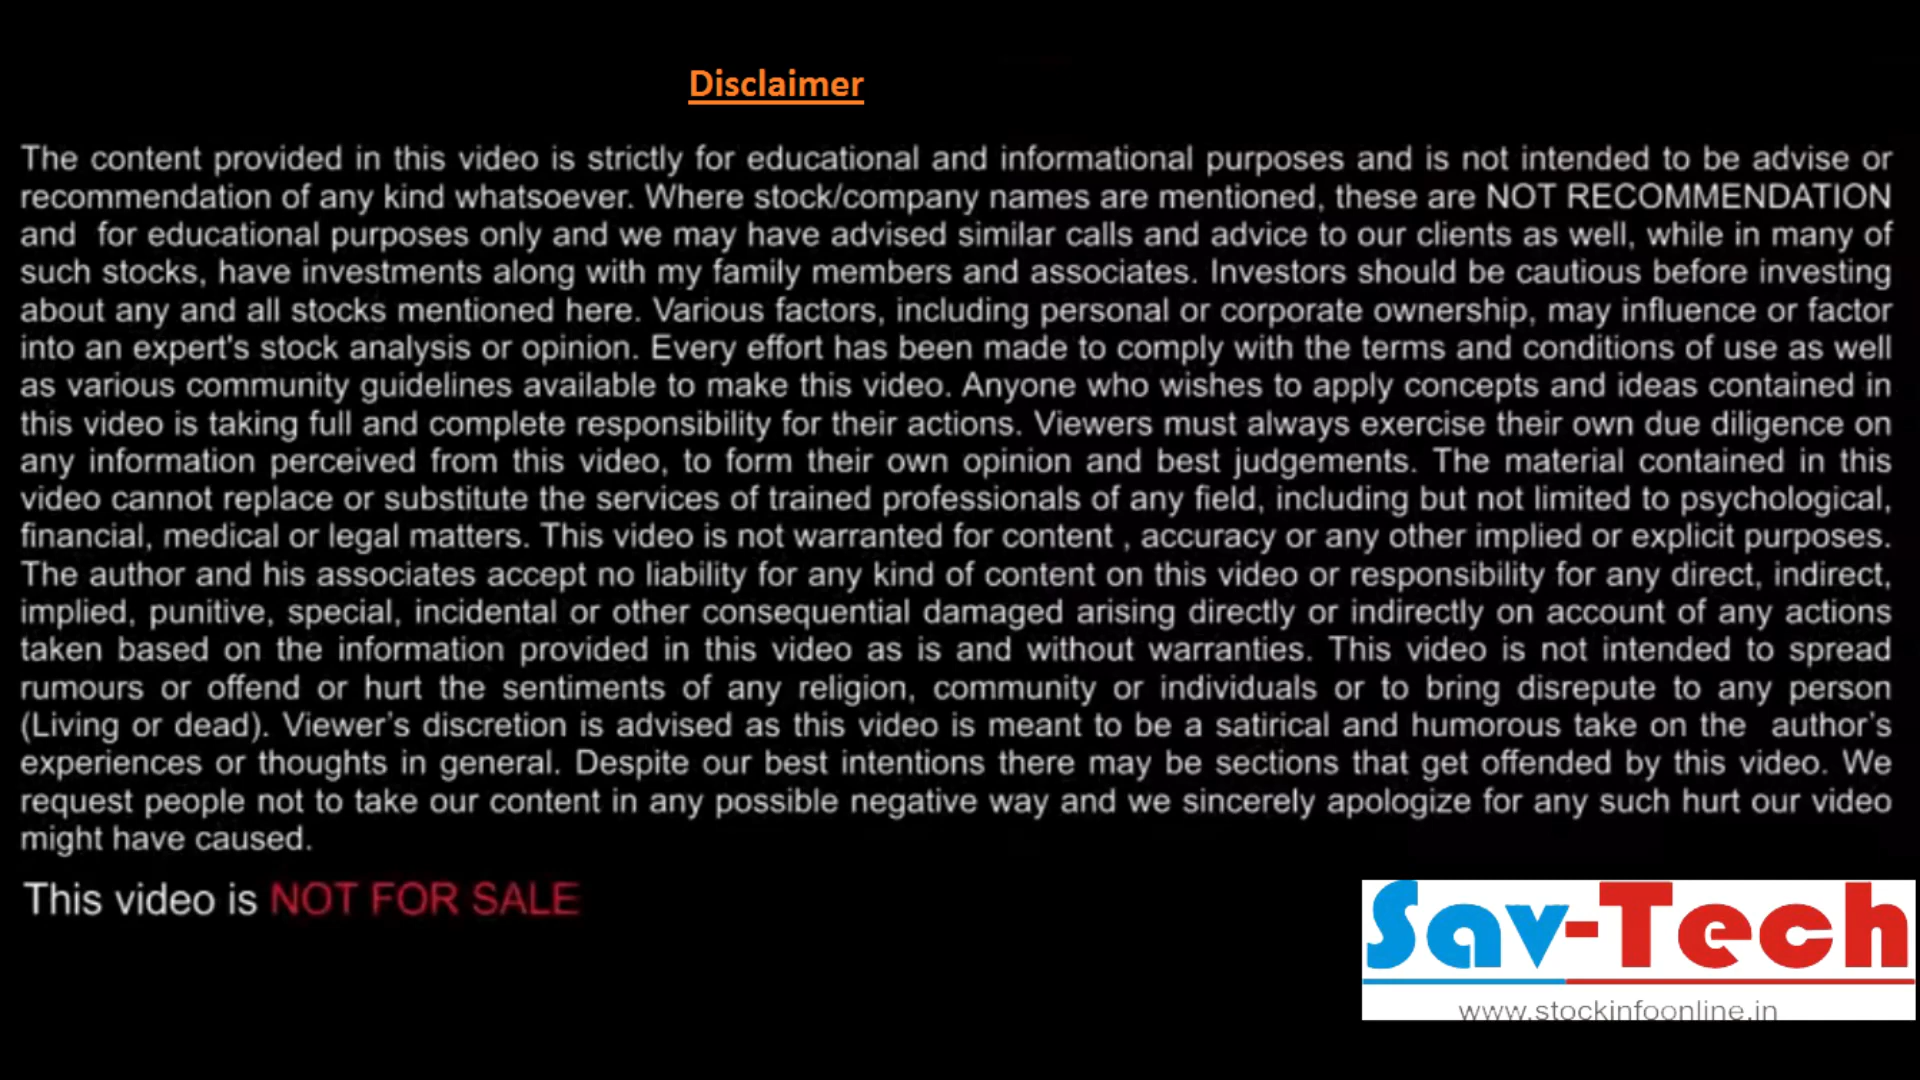 Disclaimer
The content provided in this video is strictly for educational and informational purposes and is not intended to be advise or
recommendation of any kind whatsoever. Where stock/company names are mentioned, these are NOT RECOMMENDATION
and for educational purposes only and we may have advised similar calls and advice to our clients as well, while in many of
such stocks, have investments along with my family members and associates. Investors should be cautious before investing
about any and all stocks mentioned here. Various factors, including personal or corporate ownership, may influence or factor
into an expert's stock analysis or opinion. Every effort has been made to comply with the terms and conditions of use as well
as various community guidelines available to make this video. Anyone who wishes to apply concepts and ideas contained in
this video is taking full and complete responsibility for their actions. Viewers must always exercise their own due diligence on
any information perceived from this video, to form their own opinion and best judgements. The material contained in this
video cannot replace or substitute the services of trained professionals of any field, including but not limited to psychological,
financial, medical or legal matters. This video is not warranted for content , accuracy or any other implied or explicit purposes.
The author and his associates accept no liability for any kind of content on this video or responsibility for any direct, indirect,
implied, punitive, special, incidental or other consequential damaged arising directly or indirectly on account of any actions
taken based on the information provided in this video as is and without warranties. This video is not intended to spread
rumours or offend or hurt the sentiments of any religion, community or individuals or to bring disrepute to any person
(Living or dead). Viewer’s discretion is advised as this video is meant to be a satirical and humorous take on the author’s
experiences or thoughts in general. Despite our best intentions there may be sections that get offended by this video. We
request people not to take our content in any possible negative way and we sincerely apologize for any such hurt our video
might have caused.
This video is NOT FOR SALE
Sav-Tech
www.stockinfoonline.in